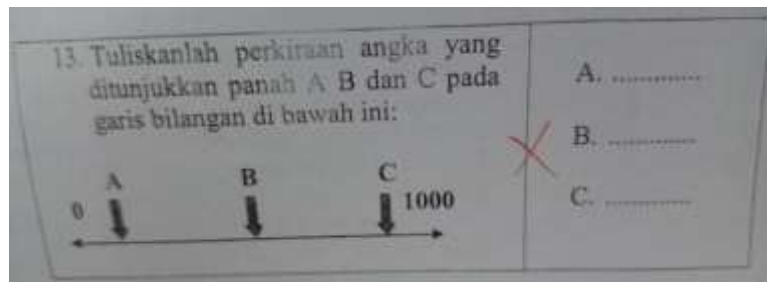 13. Tuliskanlah perkiraan angka yang
ditunjukkan panah A B dan C pada
garis bilangan di bawah ini:
A B C
0 1000
A. ..............
B. ..............
C. ..............